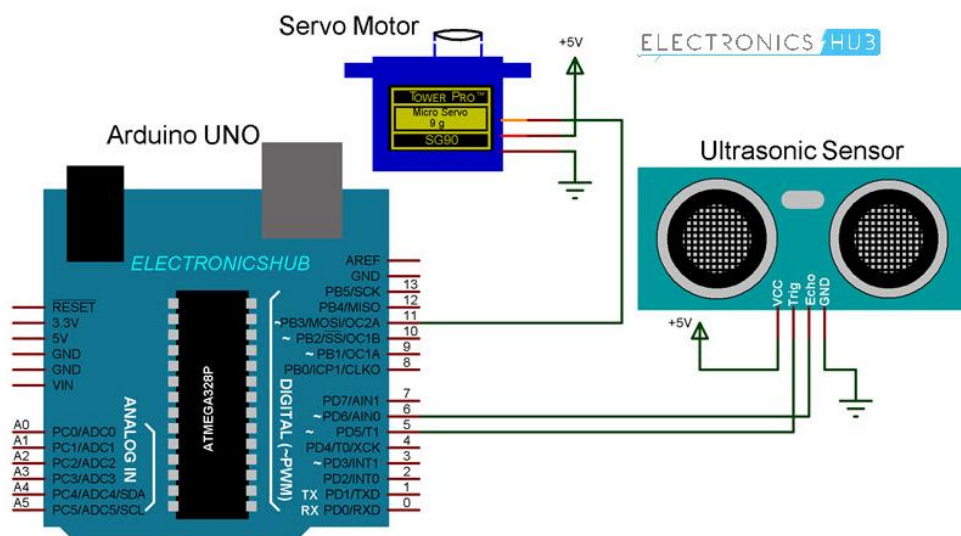 Servo Motor
+5V
ELECTRONICS HUB
TOWER PRO™
Micro Servo
9 g
SG90
Arduino UNO
Ultrasonic Sensor
ELECTRONICSHUB
VCC
Trig
Echo
GND
+5V
RESET
3.3V
5V
GND
GND
VIN
A0 PC0/ADC0
A1 PC1/ADC1
A2 PC2/ADC2
A3 PC3/ADC3
A4 PC4/ADC4/SDA
A5 PC5/ADC5/SCL
ANALOG IN
ATMEGA328P
DIGITAL (~PWM)
AREF
GND
PB5/SCK 13
PB4/MISO 12
~PB3/MOSI/OC2A 11
~ PB2/SS/OC1B 10
~ PB1/OC1A 9
PB0/ICP1/CLKO 8
PD7/AIN1 7
~ PD6/AIN0 6
~ PD5/T1 5
PD4/T0/XCK 4
~ PD3/INT1 3
PD2/INT0 2
TX PD1/TXD 1
RX PD0/RXD 0